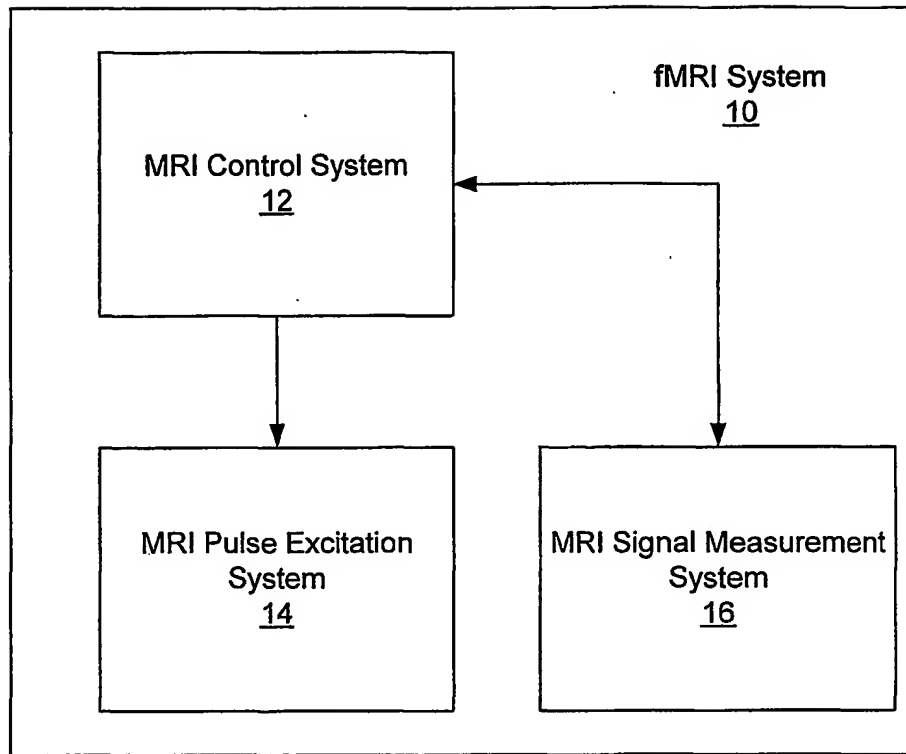 fMRI System
10
MRI Control System
12
MRI Pulse Excitation
System
14
MRI Signal Measurement
System
16